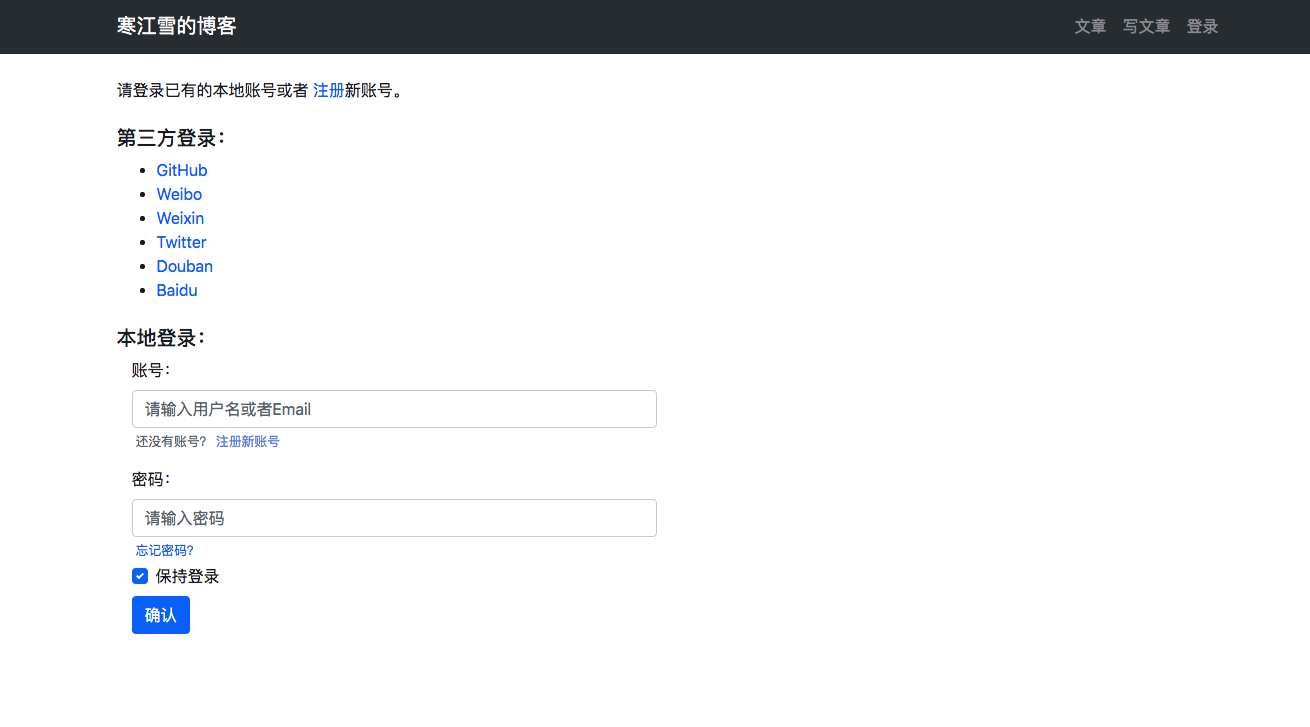 寒江雪的博客 文章 写文章 登录
请登录已有的本地账号或者 注册新账号。
第三方登录：
GitHub
Weibo
Weixin
Twitter
Douban
Baidu
本地登录：
账号：
请输入用户名或者Email
还没有账号？ 注册新账号
密码：
请输入密码
忘记密码?
保持登录
确认